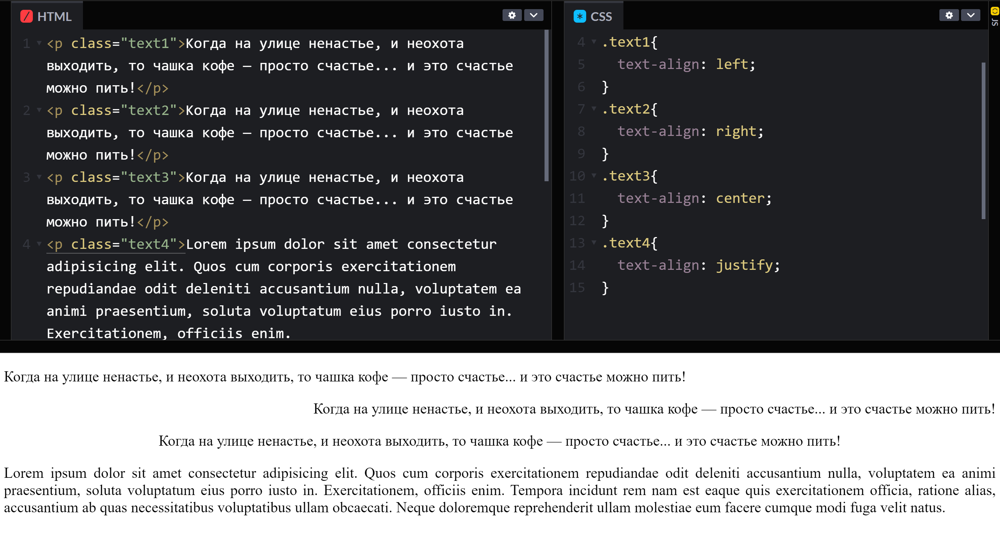 HTML
1 <p class="text1">Когда на улице ненастье, и неохота
выходить, то чашка кофе — просто счастье... и это счастье
можно пить!</p>
2 <p class="text2">Когда на улице ненастье, и неохота
выходить, то чашка кофе — просто счастье... и это счастье
можно пить!</p>
3 <p class="text3">Когда на улице ненастье, и неохота
выходить, то чашка кофе — просто счастье... и это счастье
можно пить!</p>
4 <p class="text4">Lorem ipsum dolor sit amet consectetur
adipisicing elit. Quos cum corporis exercitationem
repudiandae odit deleniti accusantium nulla, voluptatem ea
animi praesentium, soluta voluptatum eius porro iusto in.
Exercitationem, officiis enim.
CSS
4 .text1{
5 text-align: left;
6 }
7 .text2{
8 text-align: right;
9 }
10 .text3{
11 text-align: center;
12 }
13 .text4{
14 text-align: justify;
15 }
JS
Когда на улице ненастье, и неохота выходить, то чашка кофе — просто счастье... и это счастье можно пить!
Когда на улице ненастье, и неохота выходить, то чашка кофе — просто счастье... и это счастье можно пить!
Когда на улице ненастье, и неохота выходить, то чашка кофе — просто счастье... и это счастье можно пить!
Lorem ipsum dolor sit amet consectetur adipisicing elit. Quos cum corporis exercitationem repudiandae odit deleniti accusantium nulla, voluptatem ea animi
praesentium, soluta voluptatum eius porro iusto in. Exercitationem, officiis enim. Tempora incidunt rem nam est eaque quis exercitationem officia, ratione alias,
accusantium ab quas necessitatibus voluptatibus ullam obcaecati. Neque doloremque reprehenderit ullam molestiae eum facere cumque modi fuga velit natus.